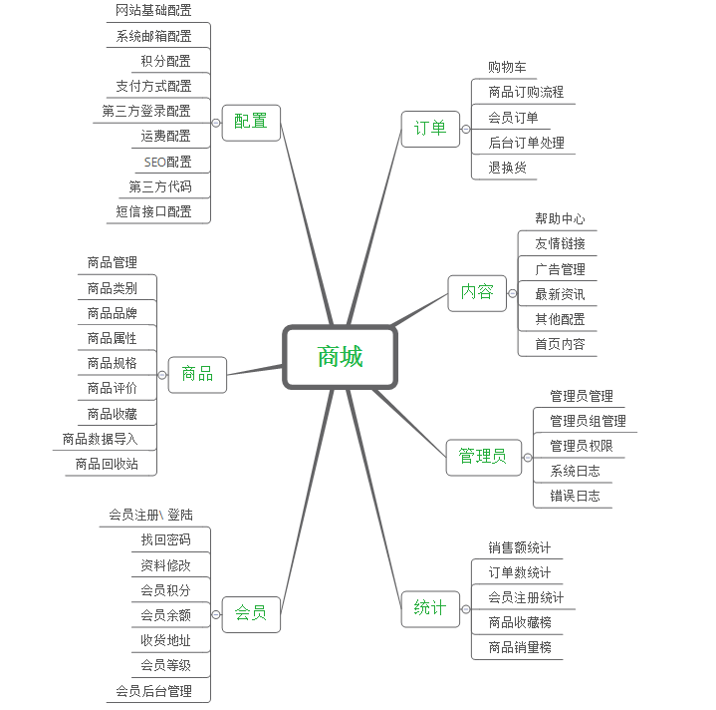 商城
配置
网站基础配置
系统邮箱配置
积分配置
支付方式配置
第三方登录配置
运费配置
SEO配置
第三方代码
短信接口配置
商品
商品管理
商品类别
商品品牌
商品属性
商品规格
商品评价
商品收藏
商品数据导入
商品回收站
会员
会员注册\ 登陆
找回密码
资料修改
会员积分
会员余额
收货地址
会员等级
会员后台管理
订单
购物车
商品订购流程
会员订单
后台订单处理
退换货
内容
帮助中心
友情链接
广告管理
最新资讯
其他配置
首页内容
管理员
管理员管理
管理员组管理
管理员权限
系统日志
错误日志
统计
销售额统计
订单数统计
会员注册统计
商品收藏榜
商品销量榜